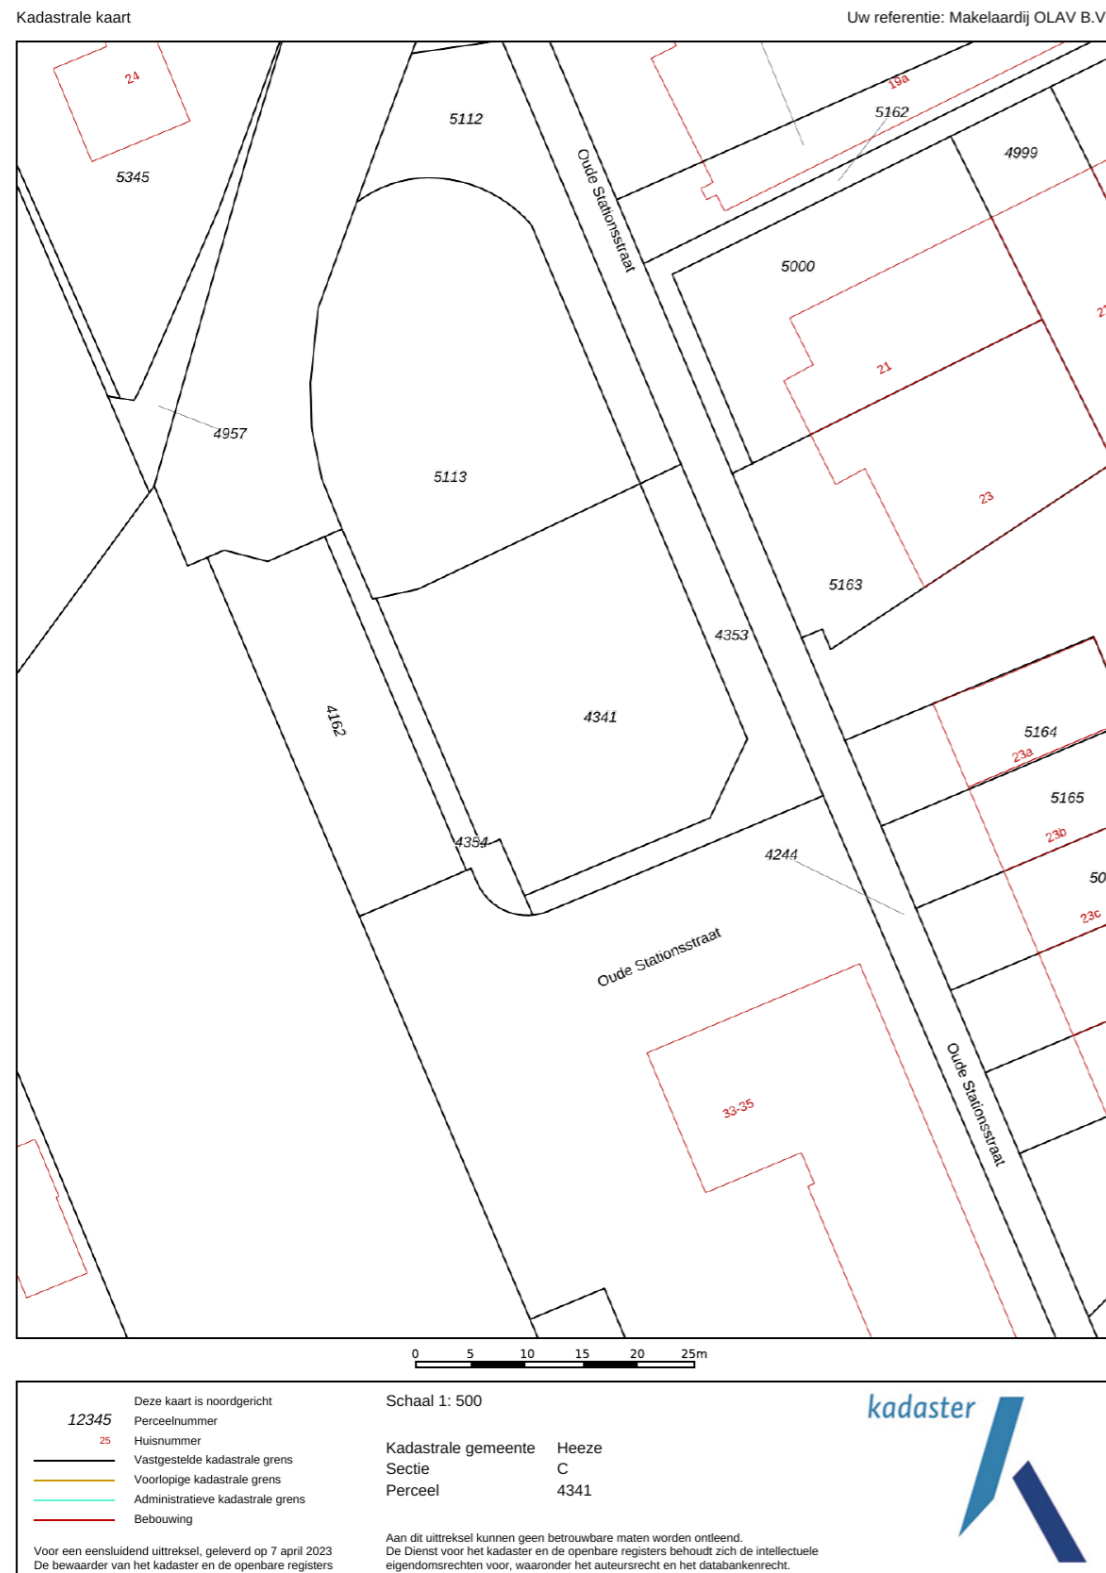 Kadastrale kaart
Uw referentie: Makelaardij OLAV B.V
24
5345
5112
19a
5162
4999
Oude Stationsstraat
5000
21
4957
5113
23
5163
4353
4162
4341
5164
23a
5165
23b
4354
4244
50
23c
Oude Stationsstraat
33-35
Oude Stationsstraat
0 5 10 15 20 25m
Deze kaart is noordgericht
12345 Perceelnummer
25 Huisnummer
Vastgestelde kadastrale grens
Voorlopige kadastrale grens
Administratieve kadastrale grens
Bebouwing
Voor een eensluidend uittreksel, geleverd op 7 april 2023
De bewaarder van het kadaster en de openbare registers
Schaal 1: 500
Kadastrale gemeente Heeze
Sectie C
Perceel 4341
Aan dit uittreksel kunnen geen betrouwbare maten worden ontleend.
De Dienst voor het kadaster en de openbare registers behoudt zich de intellectuele
eigendomsrechten voor, waaronder het auteursrecht en het databankenrecht.
kadaster